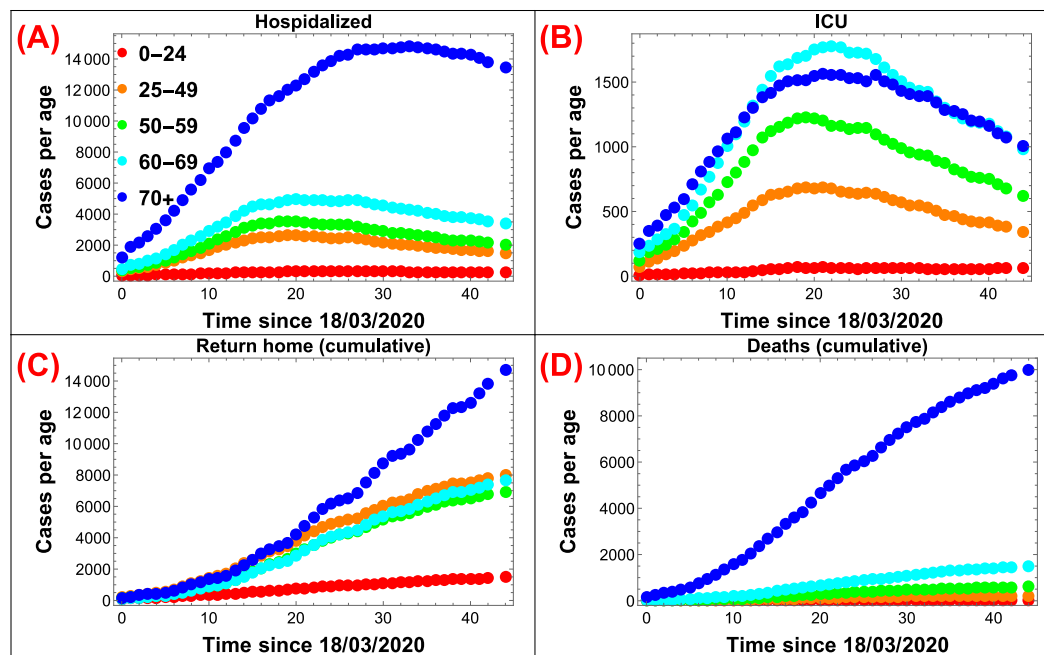 (A)
Hospidalized
Cases per age
14 000
12 000
10 000
8000
6000
4000
2000
0
0−24
25−49
50−59
60−69
70+
0 10 20 30 40
Time since 18/03/2020
(B)
ICU
Cases per age
1500
1000
500
0
0 10 20 30 40
Time since 18/03/2020
(C)
Return home (cumulative)
Cases per age
14 000
12 000
10 000
8000
6000
4000
2000
0
0 10 20 30 40
Time since 18/03/2020
(D)
Deaths (cumulative)
Cases per age
10 000
8000
6000
4000
2000
0
0 10 20 30 40
Time since 18/03/2020